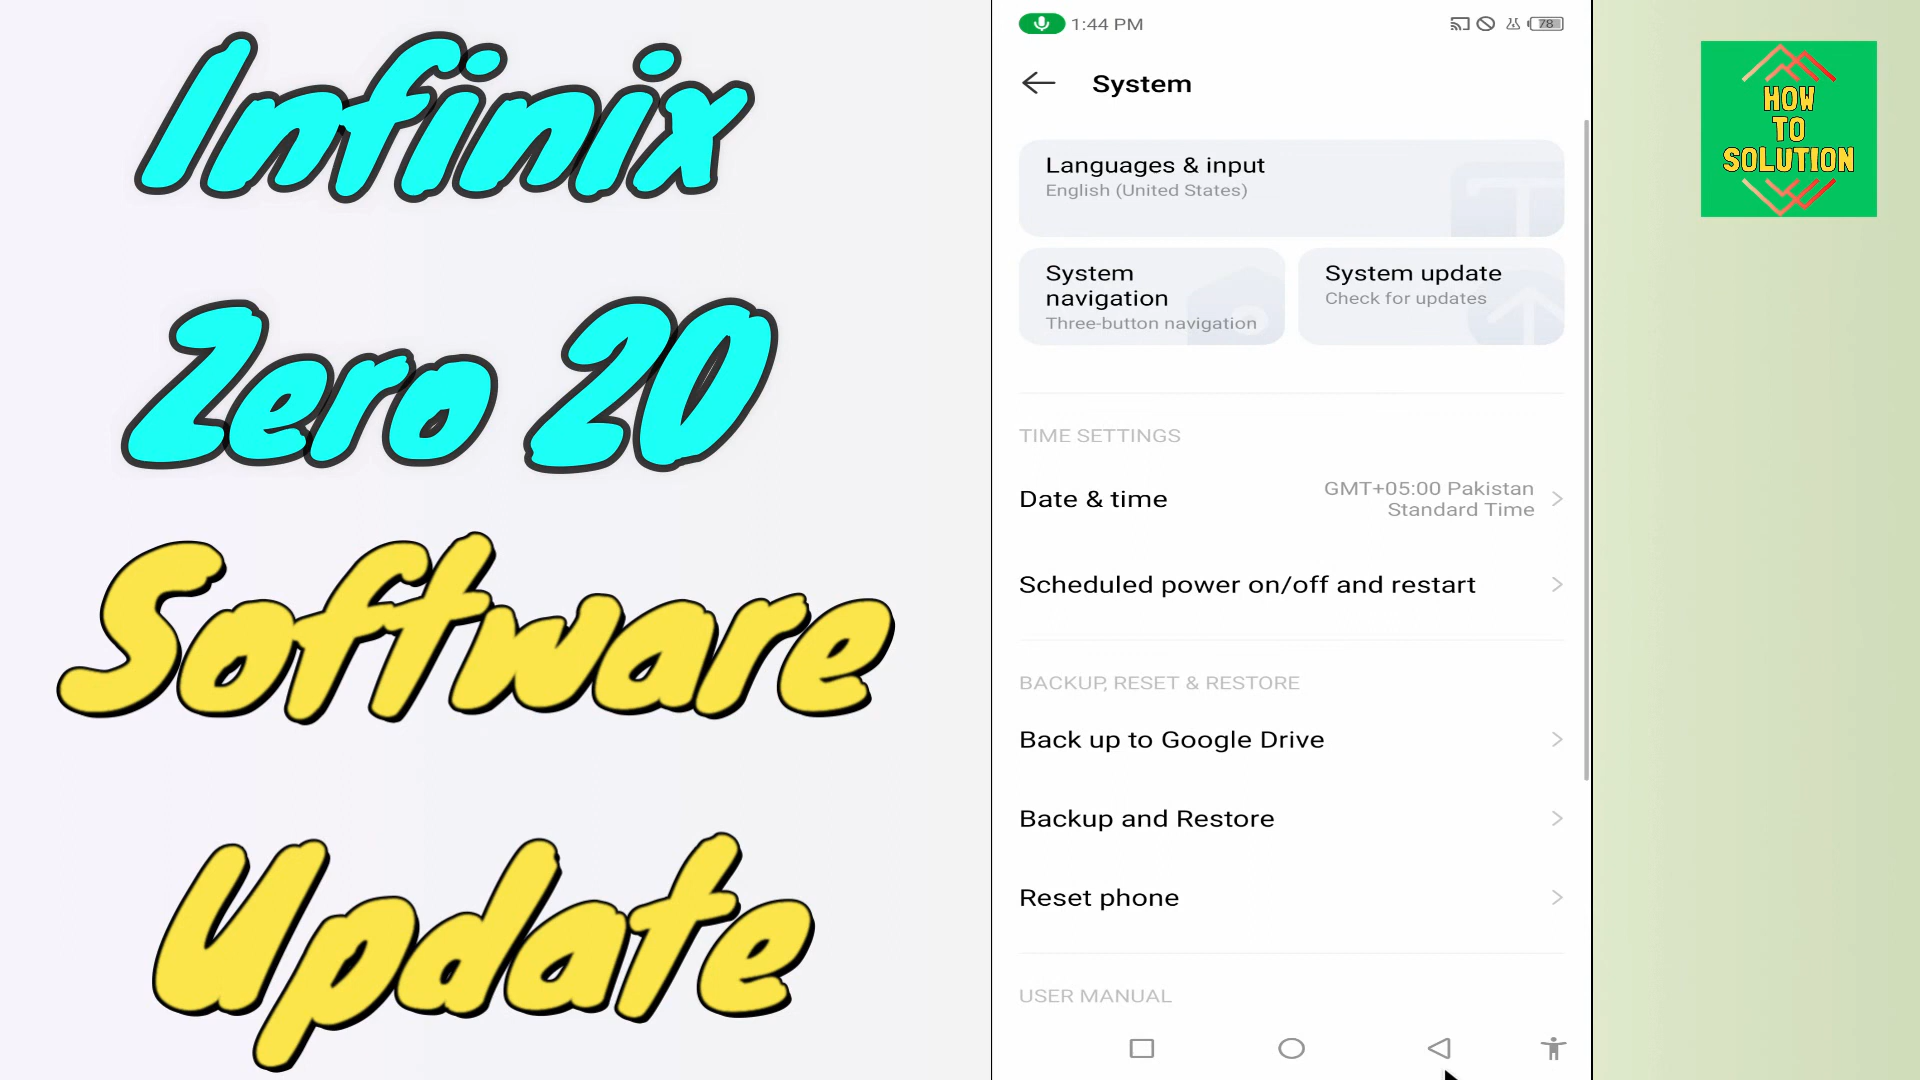 Infinix
Zero 20
Software
Update
1:44 PM
78
System
Languages & input
English (United States)
System
navigation
Three-button navigation
System update
Check for updates
TIME SETTINGS
Date & time
GMT+05:00 Pakistan
Standard Time
Scheduled power on/off and restart
BACKUP, RESET & RESTORE
Back up to Google Drive
Backup and Restore
Reset phone
USER MANUAL
HOW
TO
SOLUTION